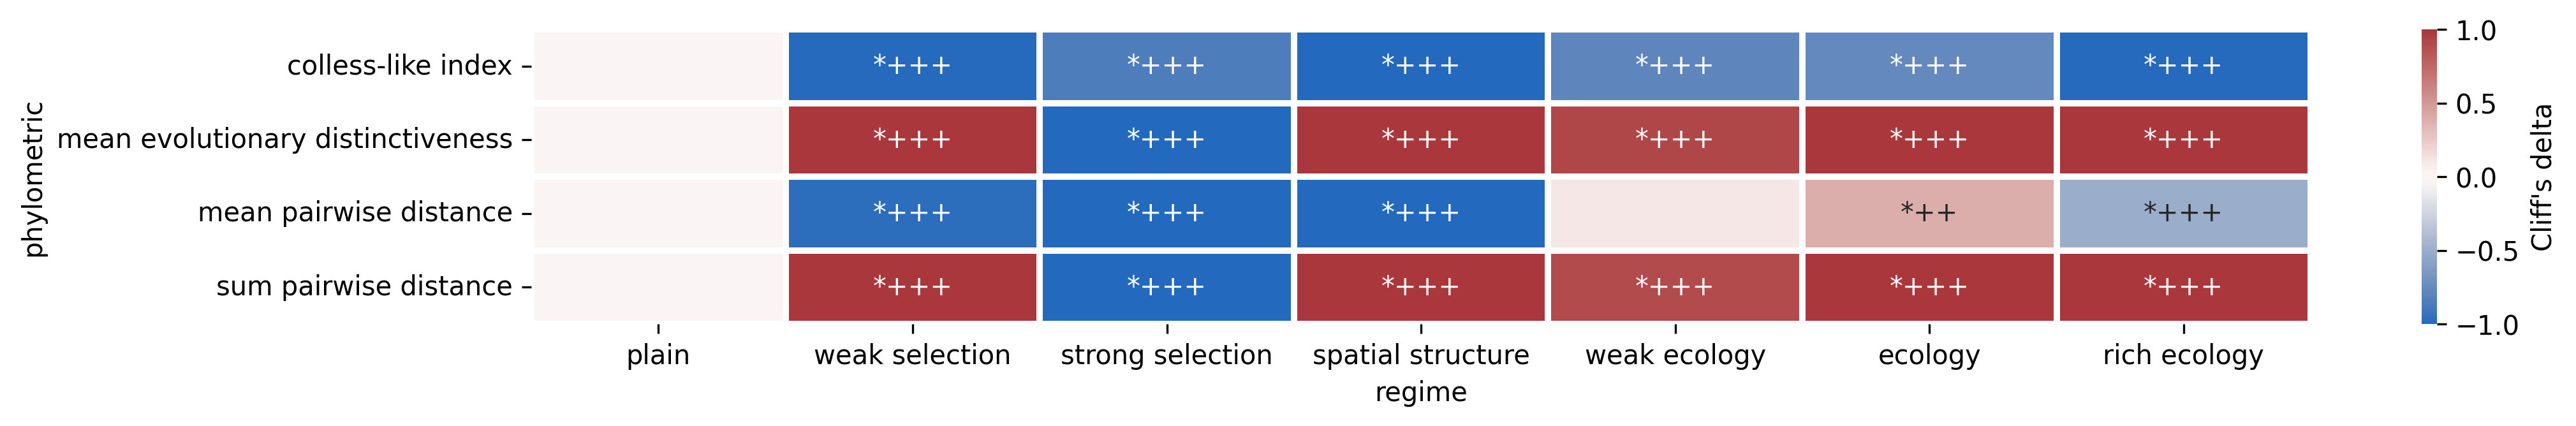 phylometric
colless-like index
*+++ *+++ *+++ *+++ *+++ *+++
mean evolutionary distinctiveness
*+++ *+++ *+++ *+++ *+++ *+++
mean pairwise distance
*+++ *+++ *+++ *++ *+++
sum pairwise distance
*+++ *+++ *+++ *+++ *+++ *+++
plain weak selection strong selection spatial structure weak ecology ecology rich ecology
regime
1.0
0.5
0.0
−0.5
−1.0
Cliff's delta